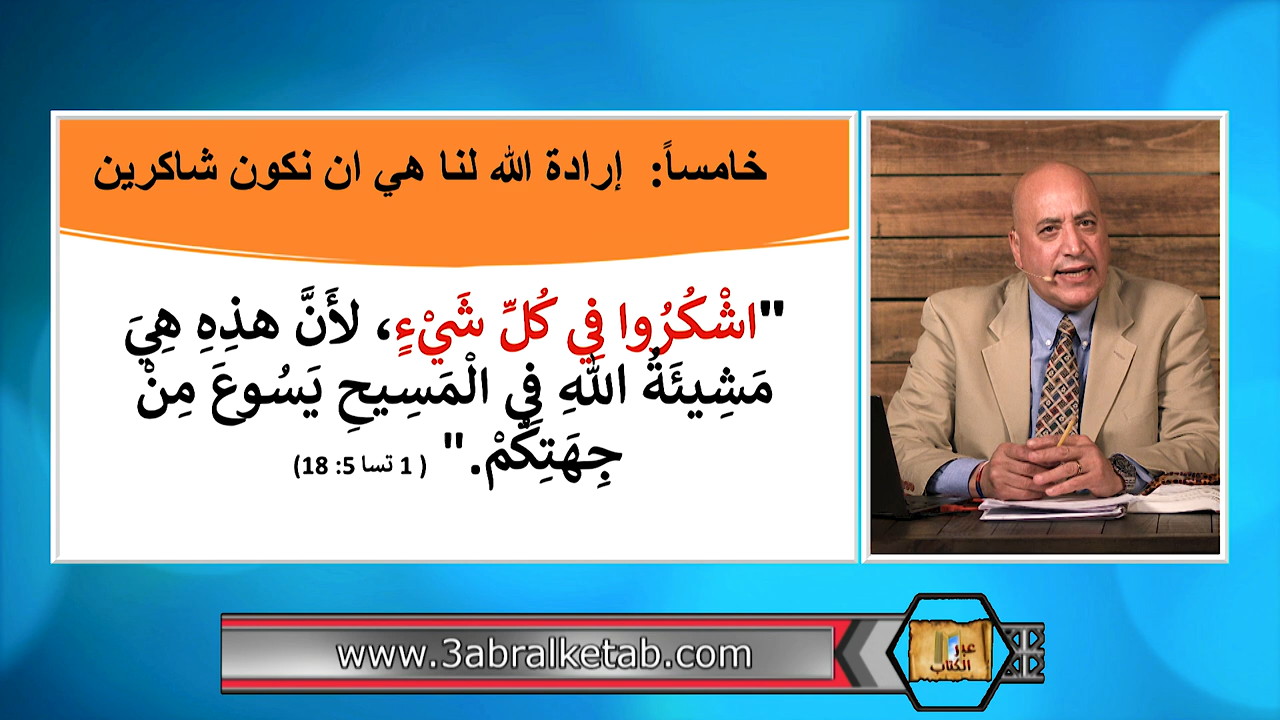 خامساً: إرادة الله لنا هي ان نكون شاكرين
"اشْكُرُوا فِي كُلِّ شَيْءٍ، لأَنَّ هذِهِ هِيَ
مَشِيئَةُ اللهِ فِي الْمَسِيحِ يَسُوعَ مِنْ
جِهَتِكُمْ." ( 1 تسا 5: 18)
www.3abralketab.com
عبر
الكتاب